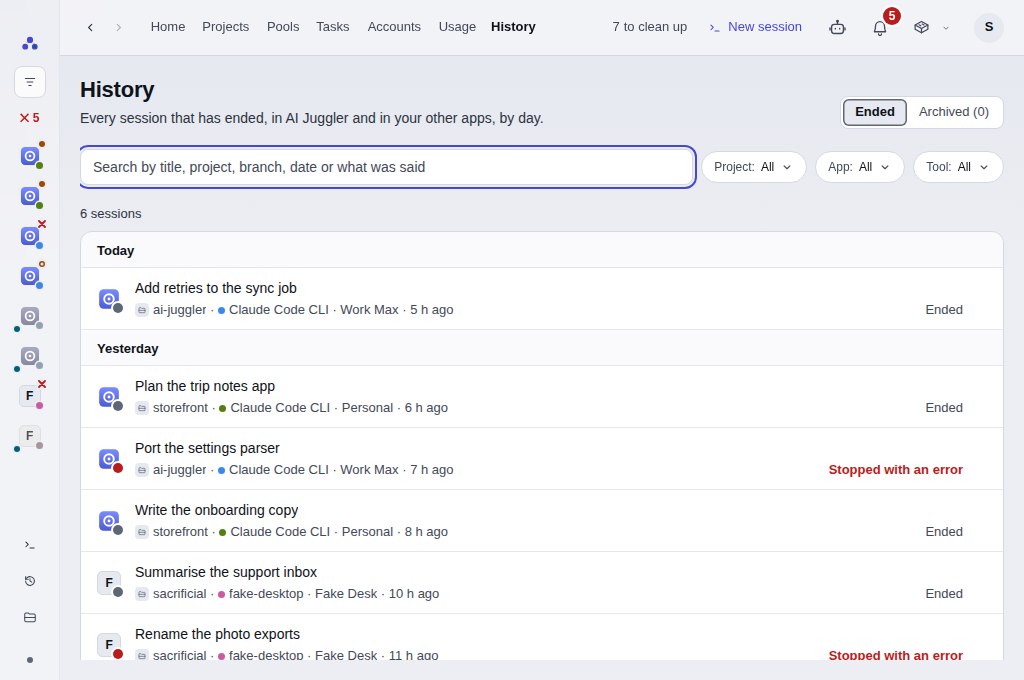 Home Projects Pools Tasks Accounts Usage History 7 to clean up New session 5 S
5
History
Every session that has ended, in AI Juggler and in your other apps, by day.
Ended Archived (0)
Search by title, project, branch, date or what was said
Project: All App: All Tool: All
6 sessions
Today
Add retries to the sync job
ai-juggler · Claude Code CLI · Work Max · 5 h ago
Ended
Yesterday
Plan the trip notes app
storefront · Claude Code CLI · Personal · 6 h ago
Ended
Port the settings parser
ai-juggler · Claude Code CLI · Work Max · 7 h ago
Stopped with an error
Write the onboarding copy
storefront · Claude Code CLI · Personal · 8 h ago
Ended
F
F
F Summarise the support inbox
sacrificial · fake-desktop · Fake Desk · 10 h ago
Ended
F Rename the photo exports
sacrificial · fake-desktop · Fake Desk · 11 h ago
Stopped with an error